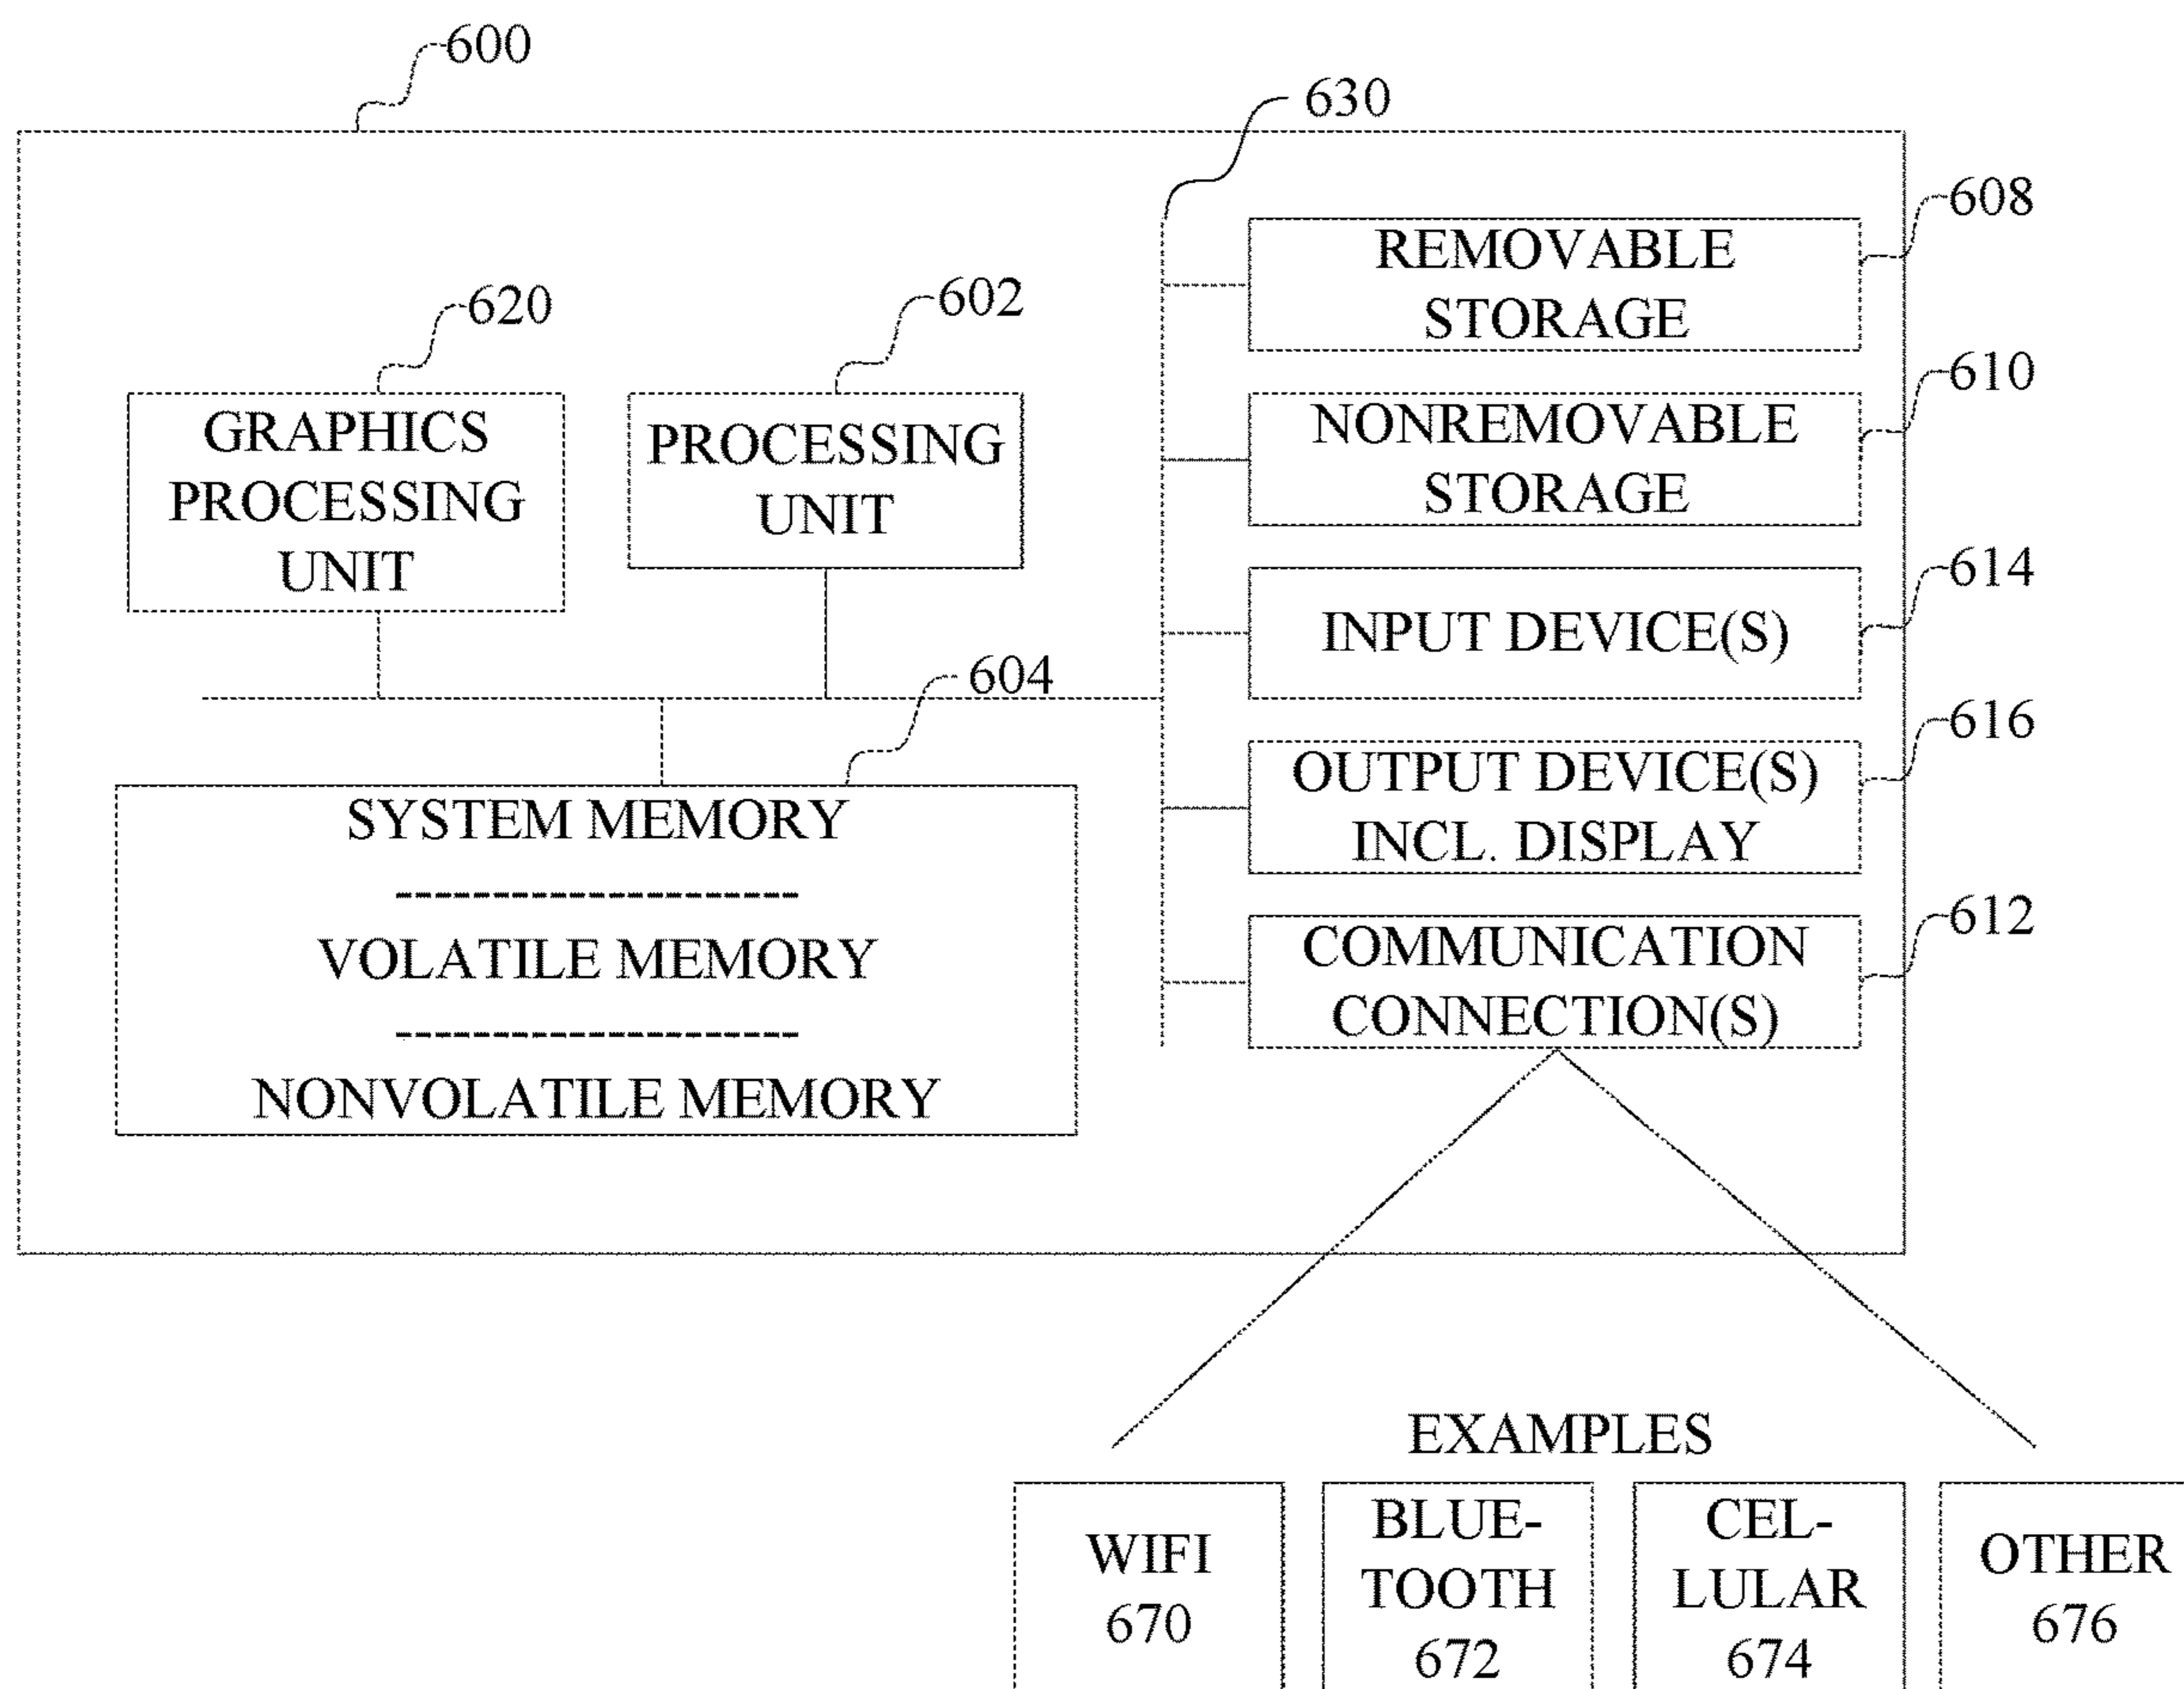 600
630
608
REMOVABLE
STORAGE
620
602
610
GRAPHICS
PROCESSING
UNIT
PROCESSING
UNIT
NONREMOVABLE
STORAGE
614
INPUT DEVICE(S)
604
616
SYSTEM MEMORY
OUTPUT DEVICE(S)
INCL. DISPLAY
612
VOLATILE MEMORY
COMMUNICATION
CONNECTION(S)
NONVOLATILE MEMORY
EXAMPLES
WIFI
670
BLUE-
TOOTH
672
CEL-
LULAR
674
OTHER
676